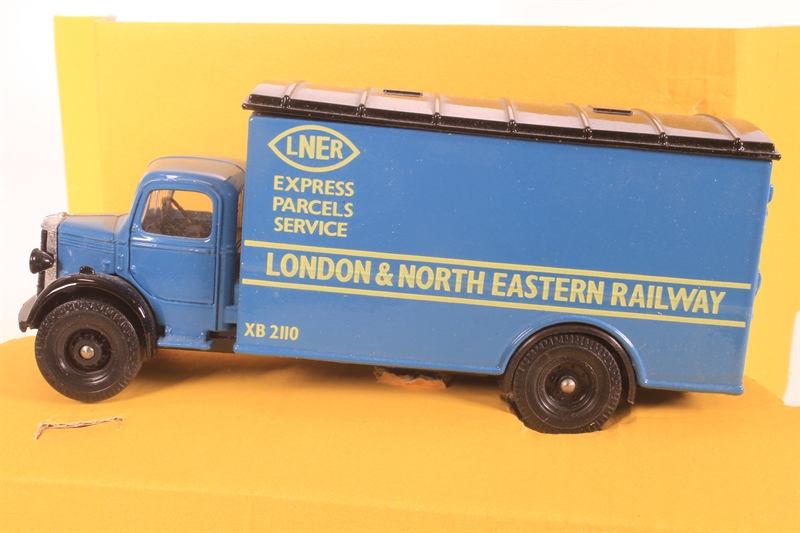 LNER
EXPRESS
PARCELS
SERVICE
LONDON & NORTH EASTERN RAILWAY
XB 2110